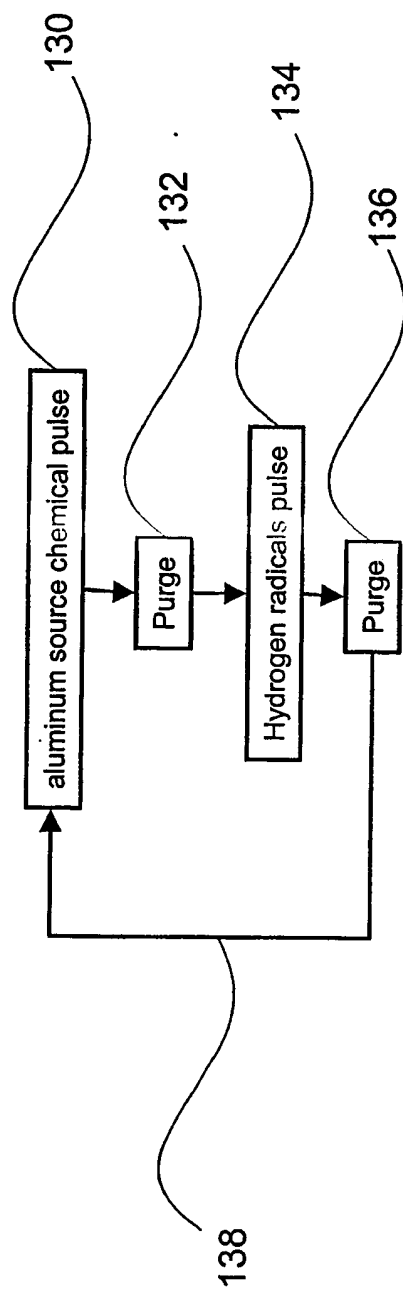 aluminum source chemical pulse
130
Purge
132
Hydrogen radicals pulse
134
Purge
136
138